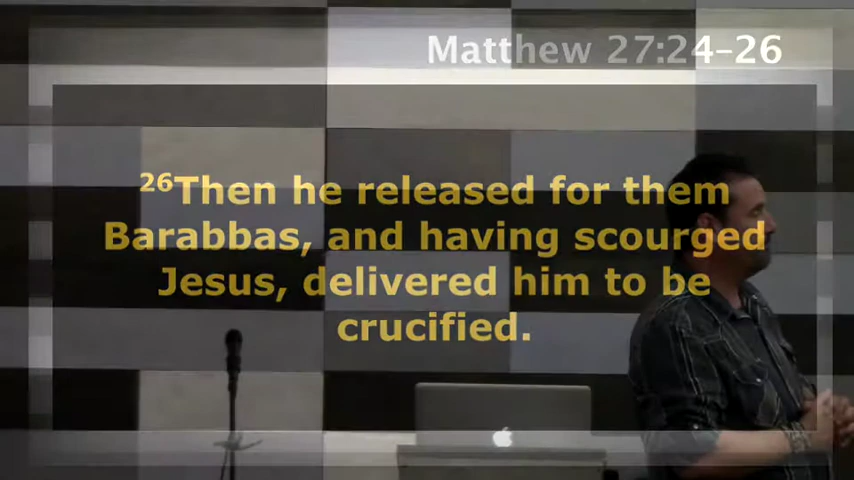 Matthew 27:24–26
26Then he released for them
Barabbas, and having scourged
Jesus, delivered him to be
crucified.